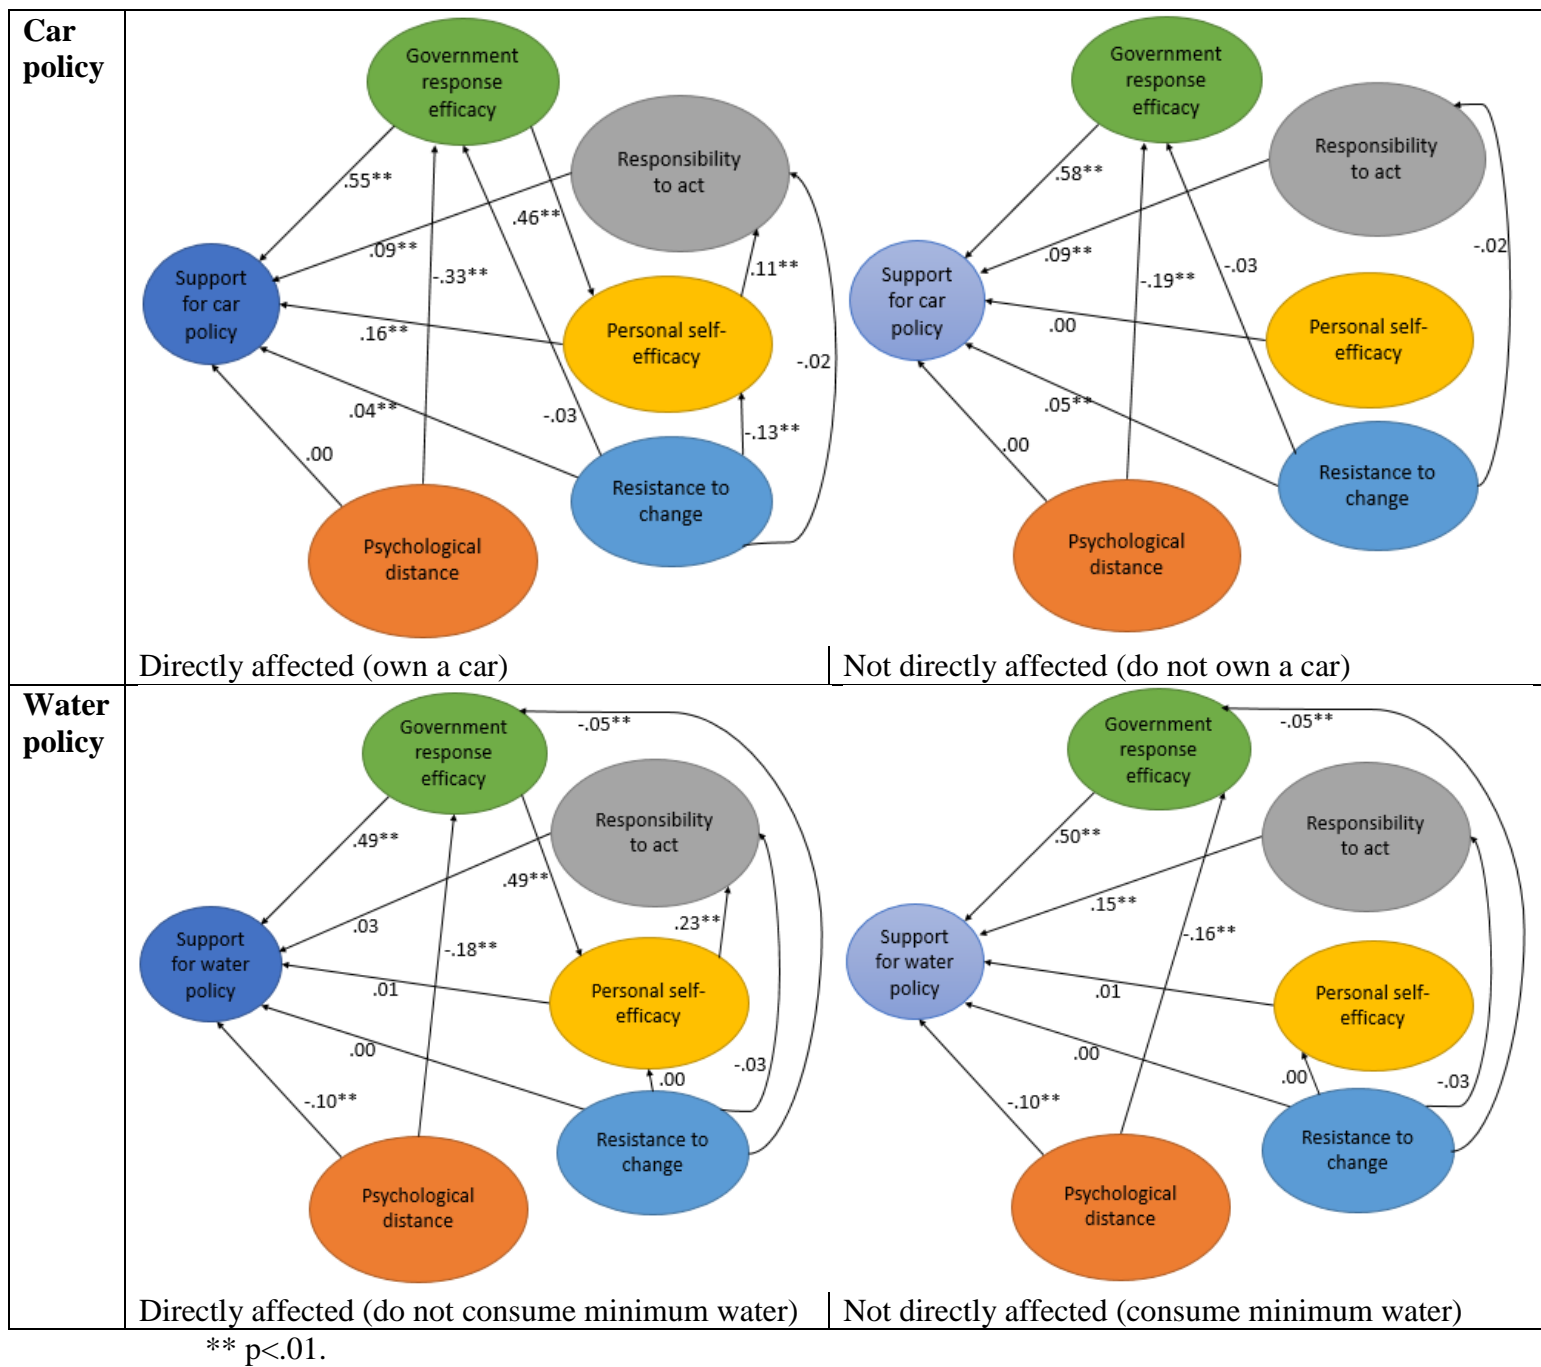 Car
policy
Government
response
efficacy
Responsibility
to act
.55**
.46**
.09**
-.33**
.11**
Support
for car
policy
Personal self-
efficacy
.16**
-.02
.04**
-.03
-.13**
.00
Resistance to
change
Psychological
distance
Directly affected (own a car)
Government
response
efficacy
Responsibility
to act
.58**
.09**
-.19**
-.03
-.02
Support
for car
policy
Personal self-
efficacy
.00
.05**
.00
Resistance to
change
Psychological
distance
Not directly affected (do not own a car)
Water
policy
Government
response
efficacy
-.05**
Responsibility
to act
.49**
.49**
.03
-.18**
.23**
Support
for water
policy
Personal self-
efficacy
.01
.00
.00
-.03
-.10**
Resistance to
change
Psychological
distance
Directly affected (do not consume minimum water)
Government
response
efficacy
-.05**
Responsibility
to act
.50**
.15**
-.16**
Support
for water
policy
Personal self-
efficacy
.01
.00
.00
-.03
-.10**
Resistance to
change
Psychological
distance
Not directly affected (consume minimum water)
** p<.01.